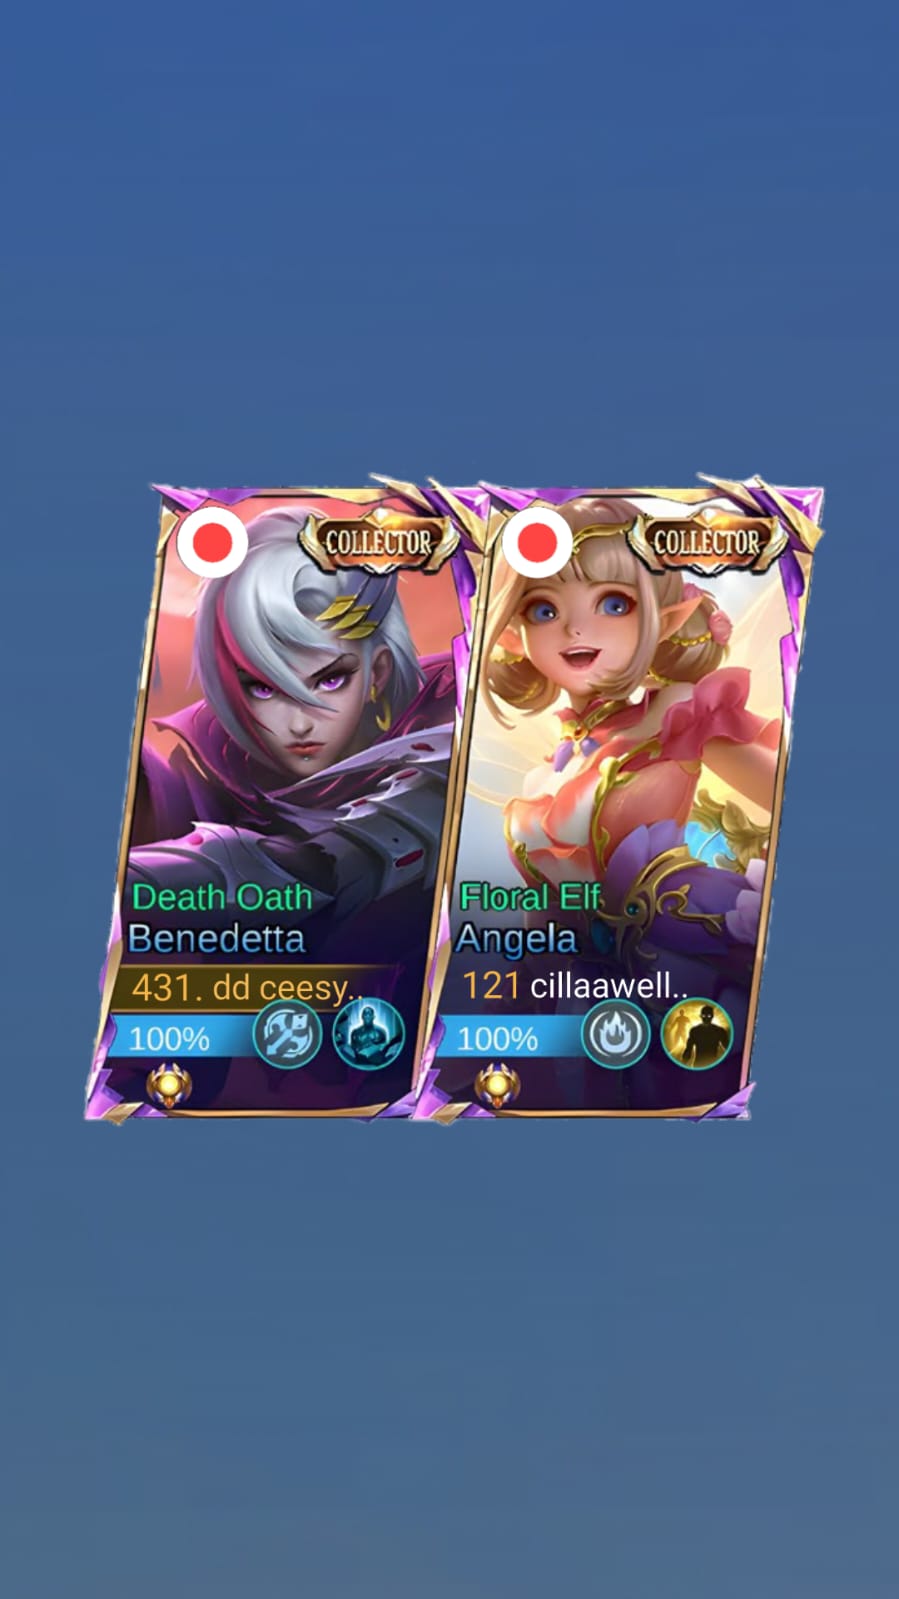 COLLECTOR
Death Oath
Benedetta
431. dd ceesy..
100%
COLLECTOR
Floral Elf
Angela
121 cillaawell..
100%